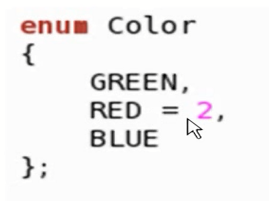 enum Color
{
GREEN,
RED = 2,
BLUE
};